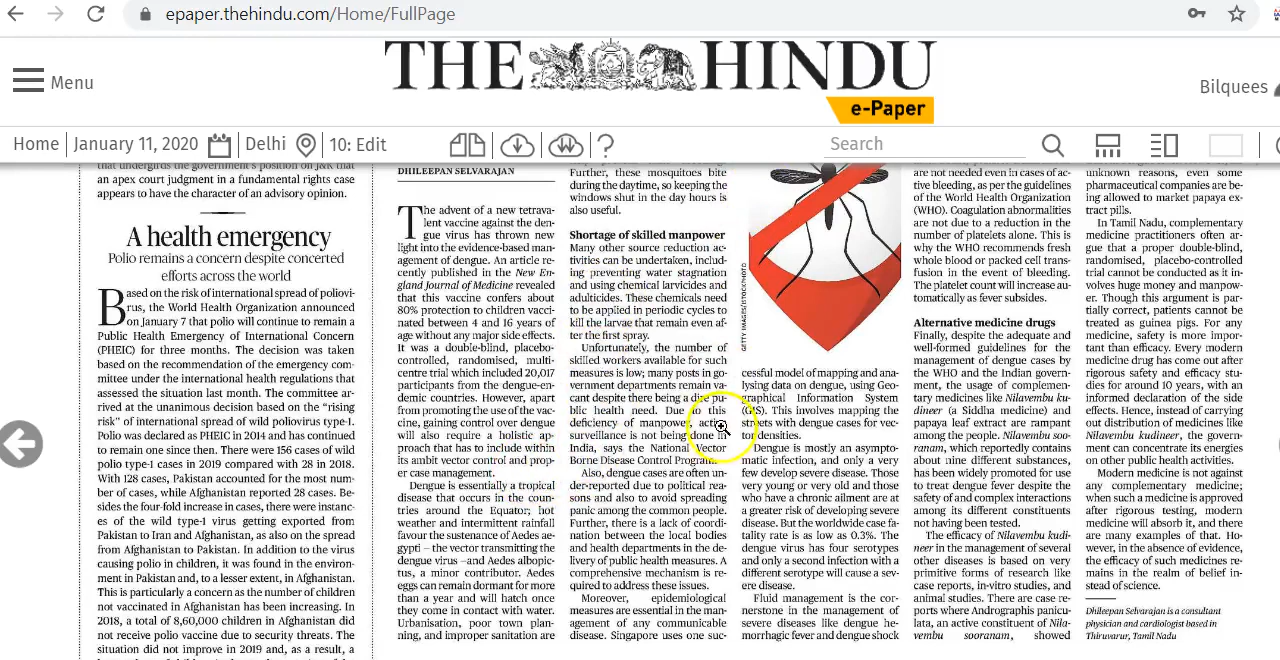 epaper.thehindu.com/Home/FullPage
THE HINDU
e-Paper
Menu
Bilquees
Home
January 11, 2020
Delhi
10: Edit
?
Search
that undergirds the government's position on J&K that
an apex court judgment in a fundamental rights case
appears to have the character of an advisory opinion.
A health emergency
Polio remains a concern despite concerted
efforts across the world
Based on the risk of international spread of poliovi-
rus, the World Health Organization announced
on January 7 that polio will continue to remain a
Public Health Emergency of International Concern
(PHEIC) for three months. The decision was taken
based on the recommendation of the emergency com-
mittee under the international health regulations that
assessed the situation last month. The committee ar-
rived at the unanimous decision based on the “rising
risk” of international spread of wild poliovirus type-1.
Polio was declared as PHEIC in 2014 and has continued
to remain one since then. There were 156 cases of wild
polio type-1 cases in 2019 compared with 28 in 2018.
With 128 cases, Pakistan accounted for the most num-
ber of cases, while Afghanistan reported 28 cases. Be-
sides the four-fold increase in cases, there were instanc-
es of the wild type-1 virus getting exported from
Pakistan to Iran and Afghanistan, as also on the spread
from Afghanistan to Pakistan. In addition to the virus
causing polio in children, it was found in the environ-
ment in Pakistan and, to a lesser extent, in Afghanistan.
This is particularly a concern as the number of children
not vaccinated in Afghanistan has been increasing. In
2018, a total of 8,60,000 children in Afghanistan did
not receive polio vaccine due to security threats. The
situation did not improve in 2019 and, as a result, a
DHILEEPAN SELVARAJAN
The advent of a new tetrava-
lent vaccine against the den-
gue virus has thrown new
light into the evidence-based man-
agement of dengue. An article re-
cently published in the New En-
gland Journal of Medicine revealed
that this vaccine confers about
80% protection to children vacci-
nated between 4 and 16 years of
age without any major side effects.
It was a double-blind, placebo-
controlled, randomised, multi-
centre trial which included 20,017
participants from the dengue-en-
demic countries. However, apart
from promoting the use of the vac-
cine, gaining control over dengue
will also require a holistic ap-
proach that has to include within
its ambit vector control and prop-
er case management.
Dengue is essentially a tropical
disease that occurs in the coun-
tries around the Equator; hot
weather and intermittent rainfall
favour the sustenance of Aedes ae-
gypti – the vector transmitting the
dengue virus –and Aedes albopic-
tus, a minor contributor. Aedes
eggs can remain dormant for more
than a year and will hatch once
they come in contact with water.
Urbanisation, poor town plan-
ning, and improper sanitation are
Further, these mosquitoes bite
during the daytime, so keeping the
windows shut in the day hours is
also useful.
Shortage of skilled manpower
Many other source reduction ac-
tivities can be undertaken, includ-
ing preventing water stagnation
and using chemical larvicides and
adulticides. These chemicals need
to be applied in periodic cycles to
kill the larvae that remain even af-
ter the first spray.
Unfortunately, the number of
skilled workers available for such
measures is low; many posts in go-
vernment departments remain va-
cant despite there being a dire pu-
blic health need. Due to this
deficiency of manpower, active
surveillance is not being done in
India, says the National Vector
Borne Disease Control Program.
Also, dengue cases are often un-
der-reported due to political rea-
sons and also to avoid spreading
panic among the common people.
Further, there is a lack of coordi-
nation between the local bodies
and health departments in the de-
livery of public health measures. A
comprehensive mechanism is re-
quired to address these issues.
Moreover, epidemiological
measures are essential in the man-
agement of any communicable
disease. Singapore uses one suc-
GETTY IMAGES/ISTOCKPHOTO
cessful model of mapping and ana-
lysing data on dengue, using Geo-
graphical Information System
(GIS). This involves mapping the
streets with dengue cases for vec-
tor densities.
Dengue is mostly an asympto-
matic infection, and only a very
few develop severe disease. Those
very young or very old and those
who have a chronic ailment are at
a greater risk of developing severe
disease. But the worldwide case fa-
tality rate is as low as 0.3%. The
dengue virus has four serotypes
and only a second infection with a
different serotype will cause a sev-
ere disease.
Fluid management is the cor-
nerstone in the management of
severe diseases like dengue he-
morrhagic fever and dengue shock
are not needed even in cases of ac-
tive bleeding, as per the guidelines
of the World Health Organization
(WHO). Coagulation abnormalities
are not due to a reduction in the
number of platelets alone. This is
why the WHO recommends fresh
whole blood or packed cell trans-
fusion in the event of bleeding.
The platelet count will increase au-
tomatically as fever subsides.
Alternative medicine drugs
Finally, despite the adequate and
well-formed guidelines for the
management of dengue cases by
the WHO and the Indian govern-
ment, the usage of complemen-
tary medicines like Nilavembu ku-
dineer (a Siddha medicine) and
papaya leaf extract are rampant
among the people. Nilavembu soo-
ranam, which reportedly contains
about nine different substances,
has been widely promoted for use
to treat dengue fever despite the
safety of and complex interactions
among its different constituents
not having been tested.
The efficacy of Nilavembu kudi-
neer in the management of several
other diseases is based on very
primitive forms of research like
case reports, in-vitro studies, and
animal studies. There are case re-
ports where Andrographis panicu-
lata, an active constituent of Nila-
vembu sooranam, showed
unknown reasons, even some
pharmaceutical companies are be-
ing allowed to market papaya ex-
tract pills.
In Tamil Nadu, complementary
medicine practitioners often ar-
gue that a proper double-blind,
randomised, placebo-controlled
trial cannot be conducted as it in-
volves huge money and manpow-
er. Though this argument is par-
tially correct, patients cannot be
treated as guinea pigs. For any
medicine, safety is more impor-
tant than efficacy. Every modern
medicine drug has come out after
rigorous safety and efficacy stu-
dies for around 10 years, with an
informed declaration of the side
effects. Hence, instead of carrying
out distribution of medicines like
Nilavembu kudineer, the govern-
ment can concentrate its energies
on other public health activities.
Modern medicine is not against
any complementary medicine;
when such a medicine is approved
after rigorous testing, modern
medicine will absorb it, and there
are many examples of that. Ho-
wever, in the absence of evidence,
the efficacy of such medicines re-
mains in the realm of belief in-
stead of science.
Dhileepan Selvarajan is a consultant
physician and cardiologist based in
Thiruvarur, Tamil Nadu